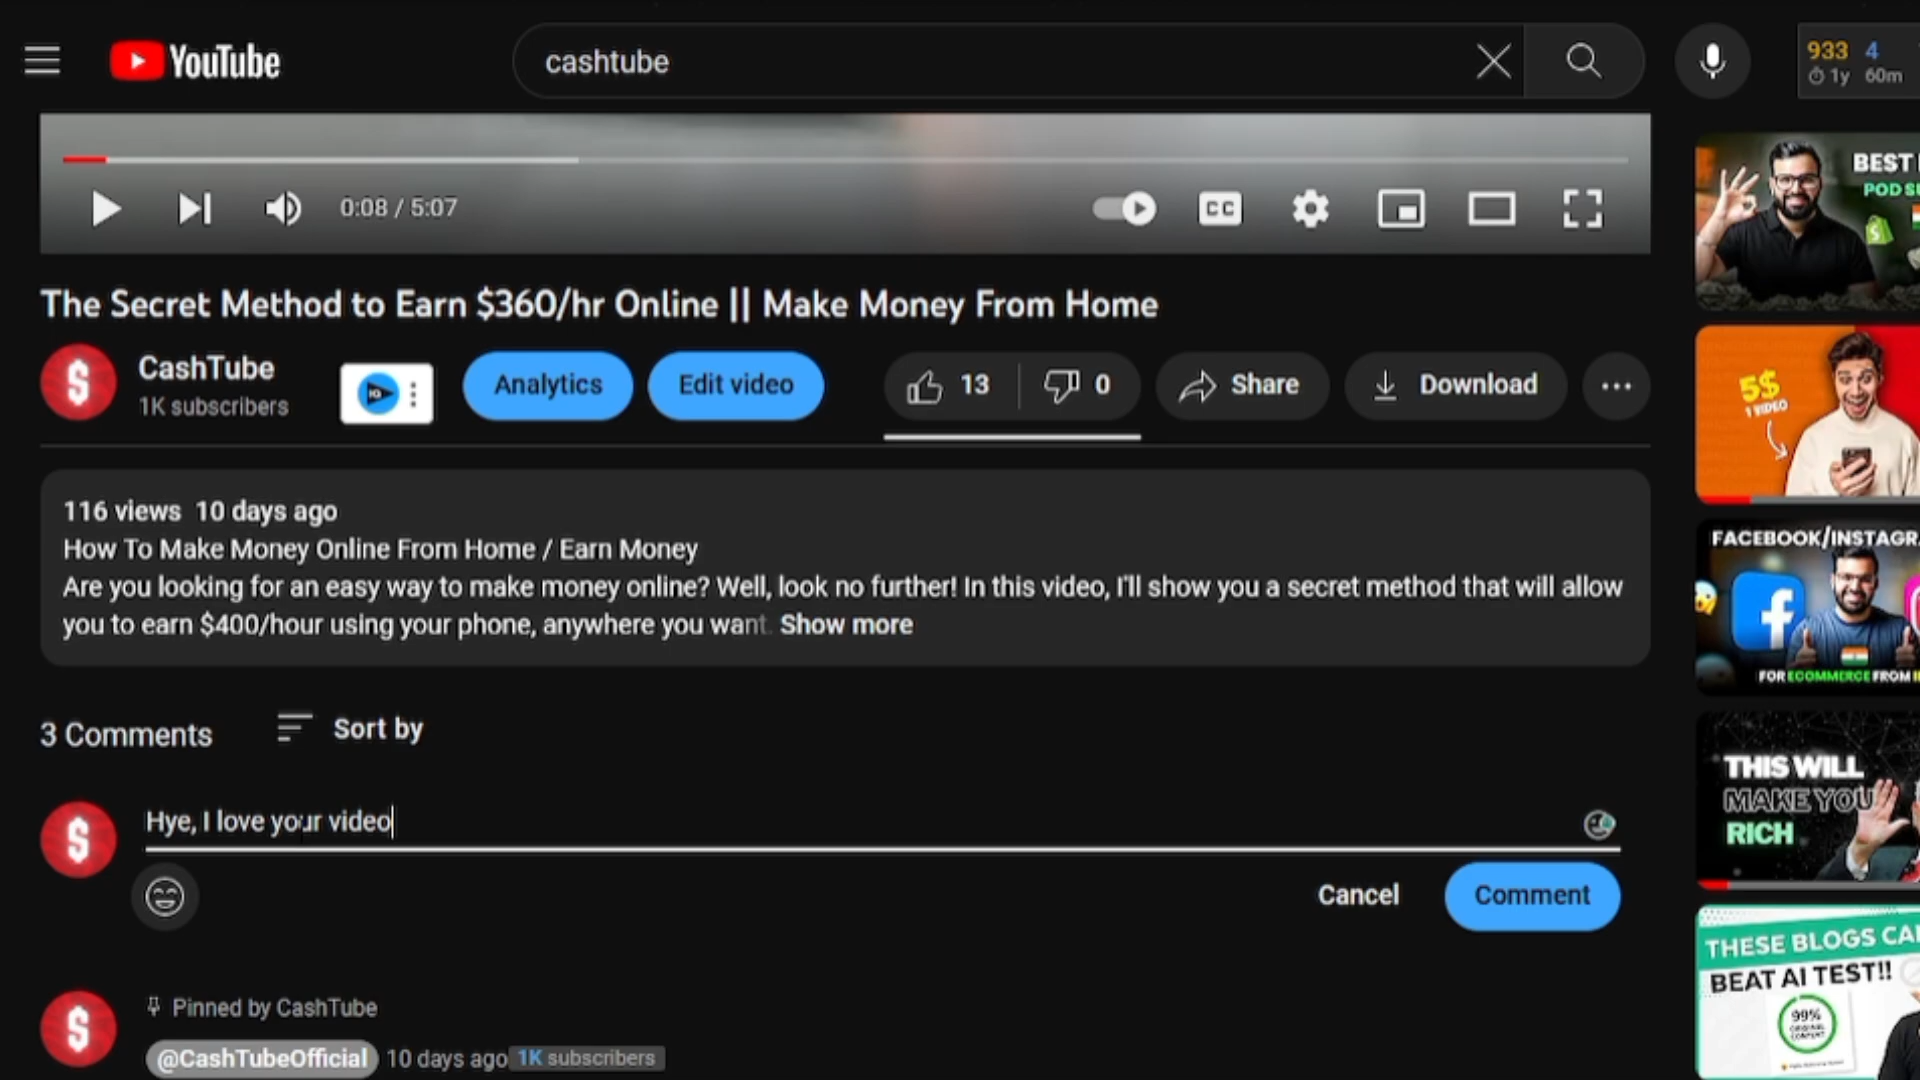 YouTube
cashtube
933 4
1y 60m
0:08 / 5:07
CC
The Secret Method to Earn $360/hr Online || Make Money From Home
CashTube
1K subscribers
Analytics
Edit video
13
0
Share
Download
116 views 10 days ago
How To Make Money Online From Home / Earn Money
Are you looking for an easy way to make money online? Well, look no further! In this video, I'll show you a secret method that will allow
you to earn $400/hour using your phone, anywhere you want. Show more
3 Comments
Sort by
Hye, I love your video
Cancel
Comment
Pinned by CashTube
@CashTubeOfficial 10 days ago 1K subscribers
BEST
POD SU
5$
1 VIDEO
FACEBOOK/INSTAGR
FOR ECOMMERCE FROM
THIS WILL
MAKE YOU
RICH
THESE BLOGS CA
BEAT AI TEST!!
99%